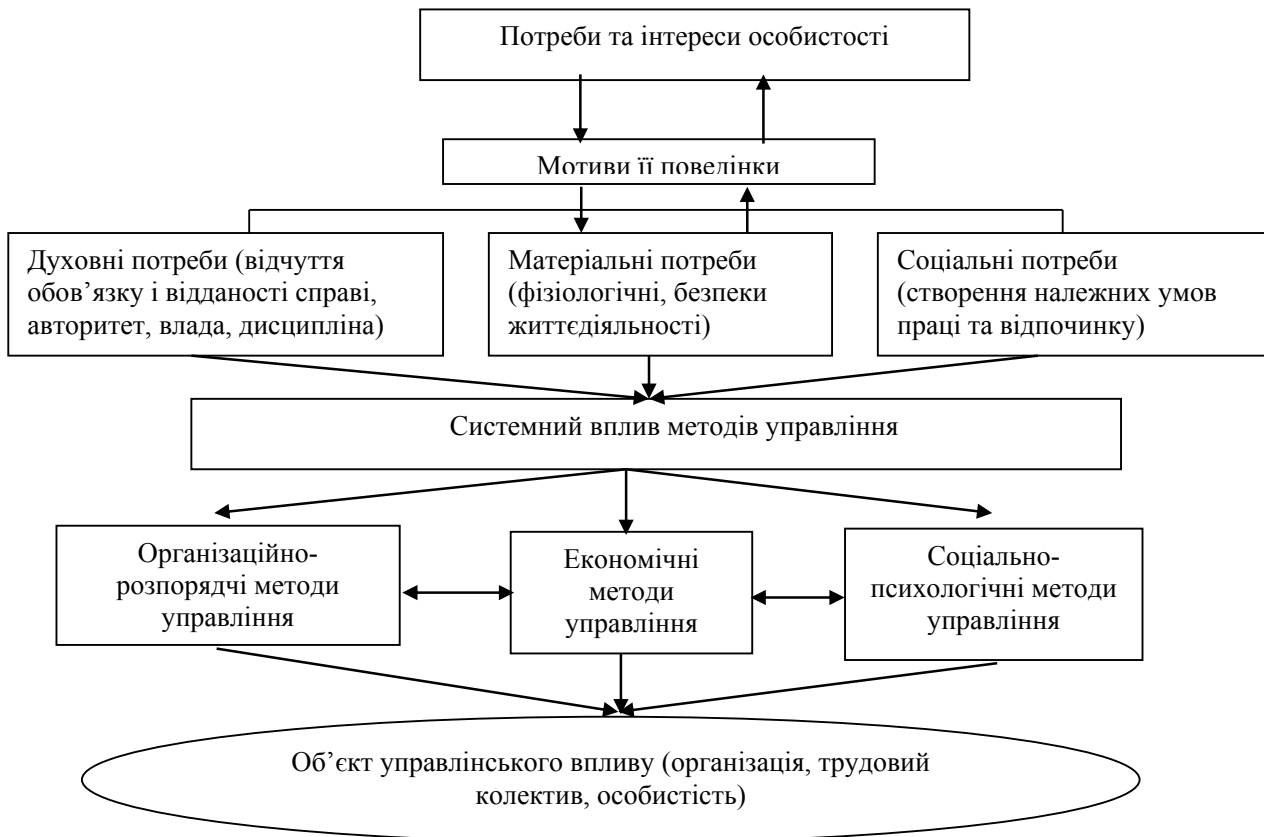 Потреби та інтереси особистості
Мотиви її поведінки
Духовні потреби (відчуття
обов’язку і відданості справі,
авторитет, влада, дисципліна)
Матеріальні потреби
(фізіологічні, безпеки
життєдіяльності)
Соціальні потреби
(створення належних умов
праці та відпочинку)
Системний вплив методів управління
Організаційно-
розпорядчі методи
управління
Економічні
методи
управління
Соціально-
психологічні методи
управління
Об’єкт управлінського впливу (організація, трудовий
колектив, особистість)